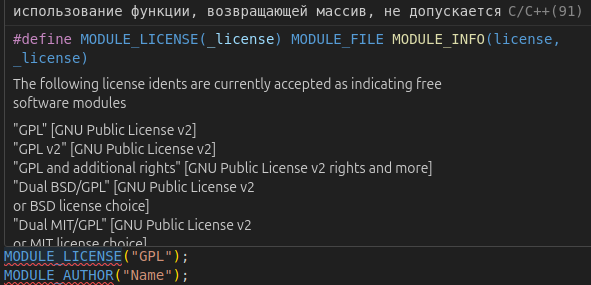 использование функции, возвращающей массив, не допускается C/C++(91)
#define MODULE_LICENSE(_license) MODULE_FILE MODULE_INFO(license,
_license)
The following license idents are currently accepted as indicating free
software modules
"GPL" [GNU Public License v2]
"GPL v2" [GNU Public License v2]
"GPL and additional rights" [GNU Public License v2 rights and more]
"Dual BSD/GPL" [GNU Public License v2
or BSD license choice]
"Dual MIT/GPL" [GNU Public License v2
or MIT license choice]
MODULE_LICENSE("GPL");
MODULE_AUTHOR("Name");